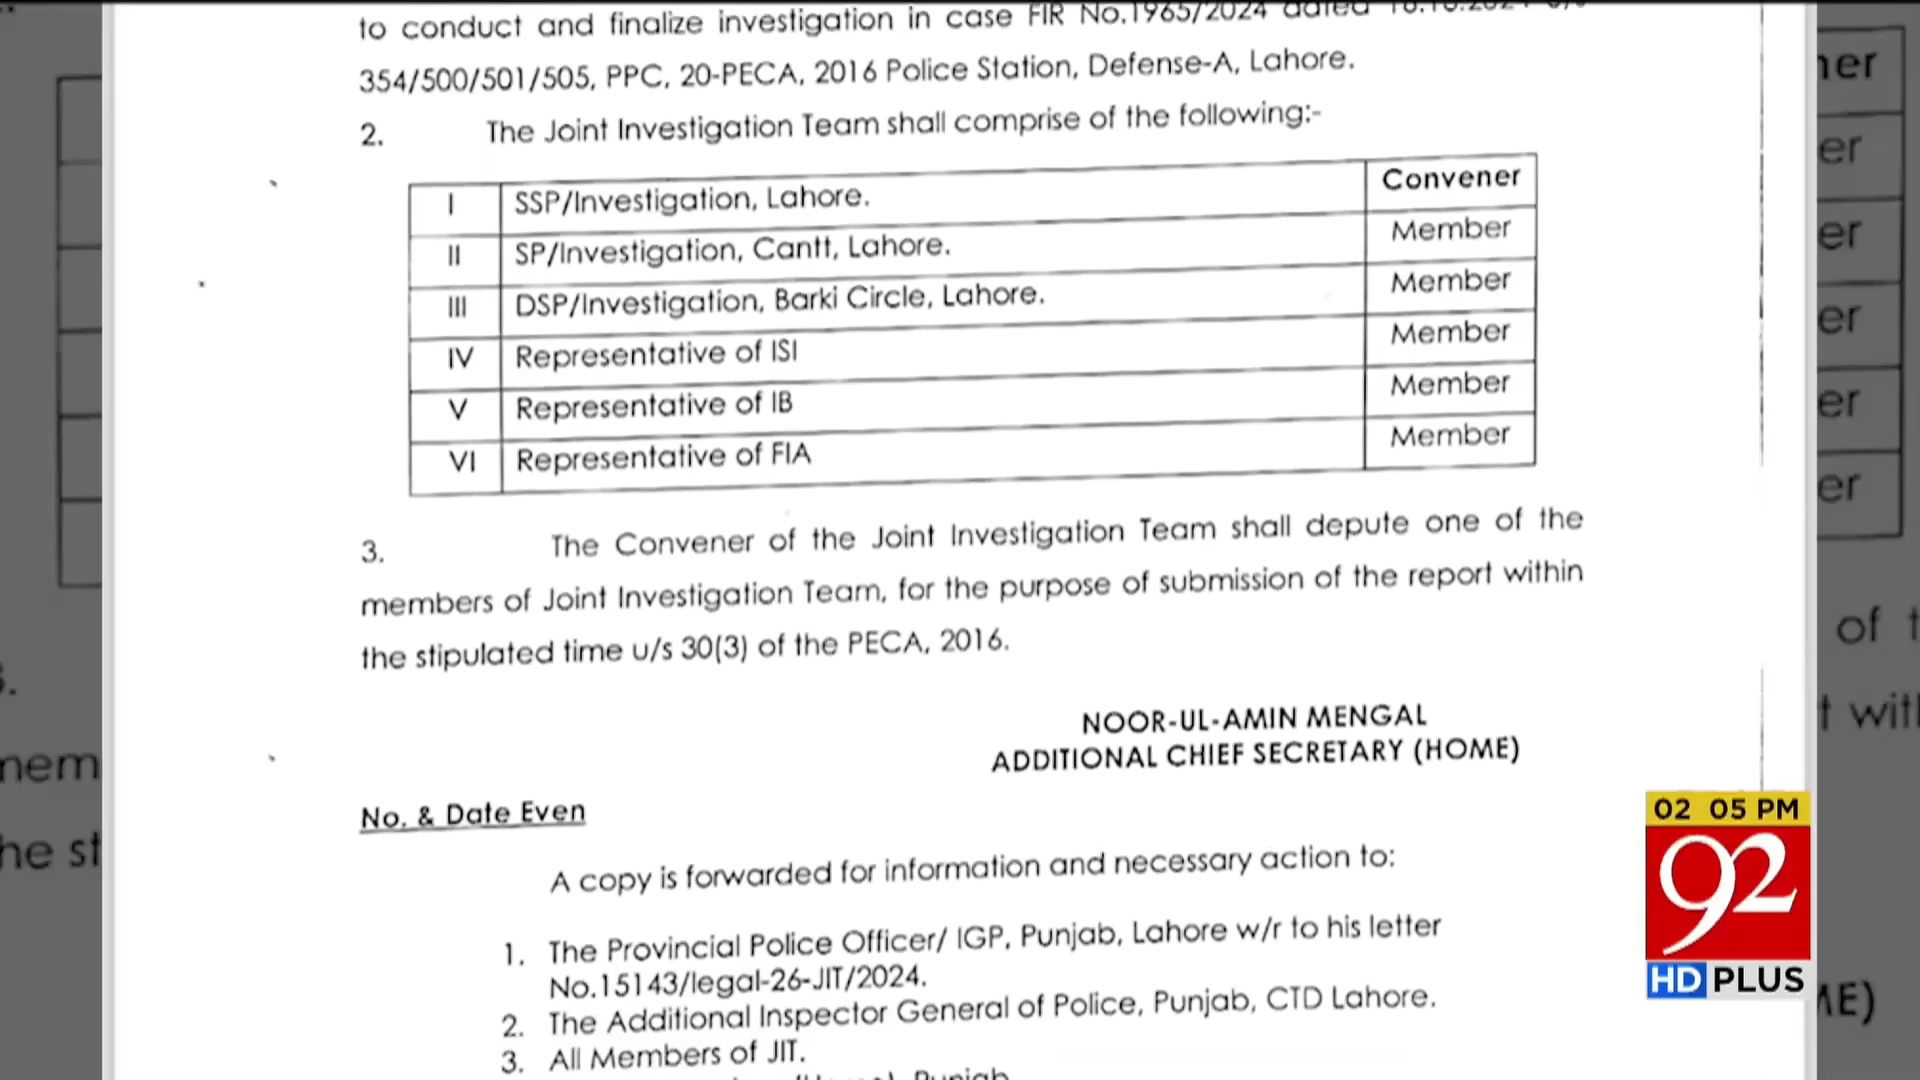 to conduct and finalize investigation in case FIR No.1965/2024 dated
354/500/501/505, PPC, 20-PECA, 2016 Police Station, Defense-A, Lahore.
2. The Joint Investigation Team shall comprise of the following:-
I SSP/Investigation, Lahore. Convener
II SP/Investigation, Cantt, Lahore. Member
III DSP/Investigation, Barki Circle, Lahore. Member
IV Representative of ISI Member
V Representative of IB Member
VI Representative of FIA Member
3. The Convener of the Joint Investigation Team shall depute one of the
members of Joint Investigation Team, for the purpose of submission of the report within
the stipulated time u/s 30(3) of the PECA, 2016.
NOOR-UL-AMIN MENGAL
ADDITIONAL CHIEF SECRETARY (HOME)
No. & Date Even
A copy is forwarded for information and necessary action to:
1. The Provincial Police Officer/ IGP, Punjab, Lahore w/r to his letter
No.15143/legal-26-JIT/2024.
2. The Additional Inspector General of Police, Punjab, CTD Lahore.
3. All Members of JIT.
02 05 PM
92
HD PLUS